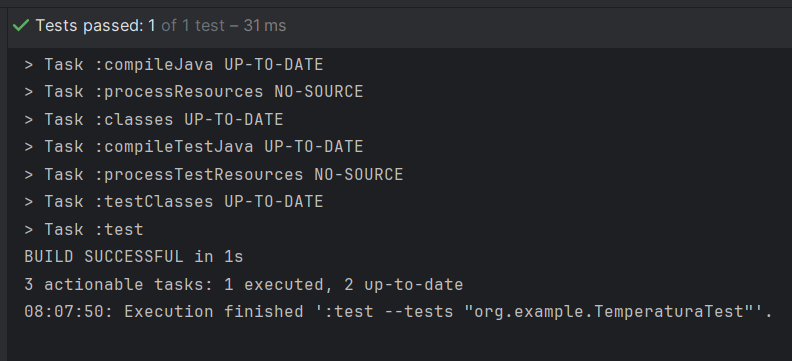 Tests passed: 1 of 1 test – 31 ms
> Task :compileJava UP-TO-DATE
> Task :processResources NO-SOURCE
> Task :classes UP-TO-DATE
> Task :compileTestJava UP-TO-DATE
> Task :processTestResources NO-SOURCE
> Task :testClasses UP-TO-DATE
> Task :test
BUILD SUCCESSFUL in 1s
3 actionable tasks: 1 executed, 2 up-to-date
08:07:50: Execution finished ':test --tests "org.example.TemperaturaTest"'.